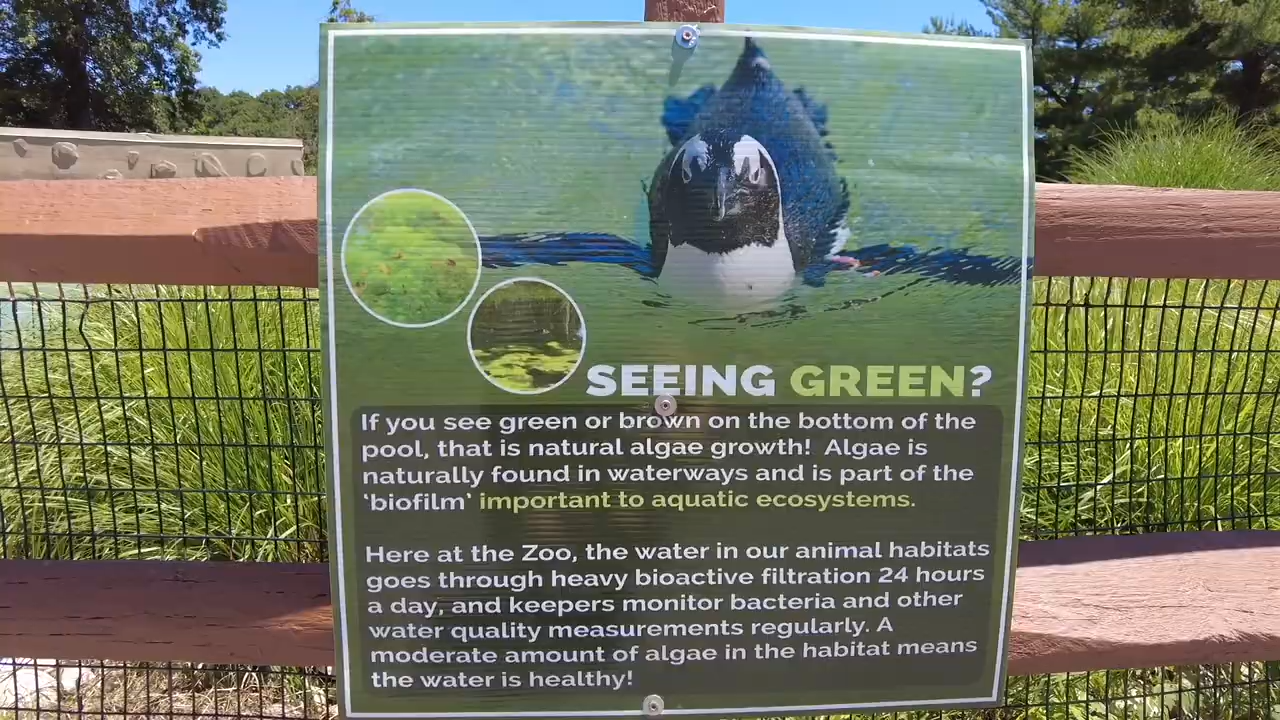 SEEING GREEN?
If you see green or brown on the bottom of the
pool, that is natural algae growth! Algae is
naturally found in waterways and is part of the
‘biofilm’ important to aquatic ecosystems.
Here at the Zoo, the water in our animal habitats
goes through heavy bioactive filtration 24 hours
a day, and keepers monitor bacteria and other
water quality measurements regularly. A
moderate amount of algae in the habitat means
the water is healthy!